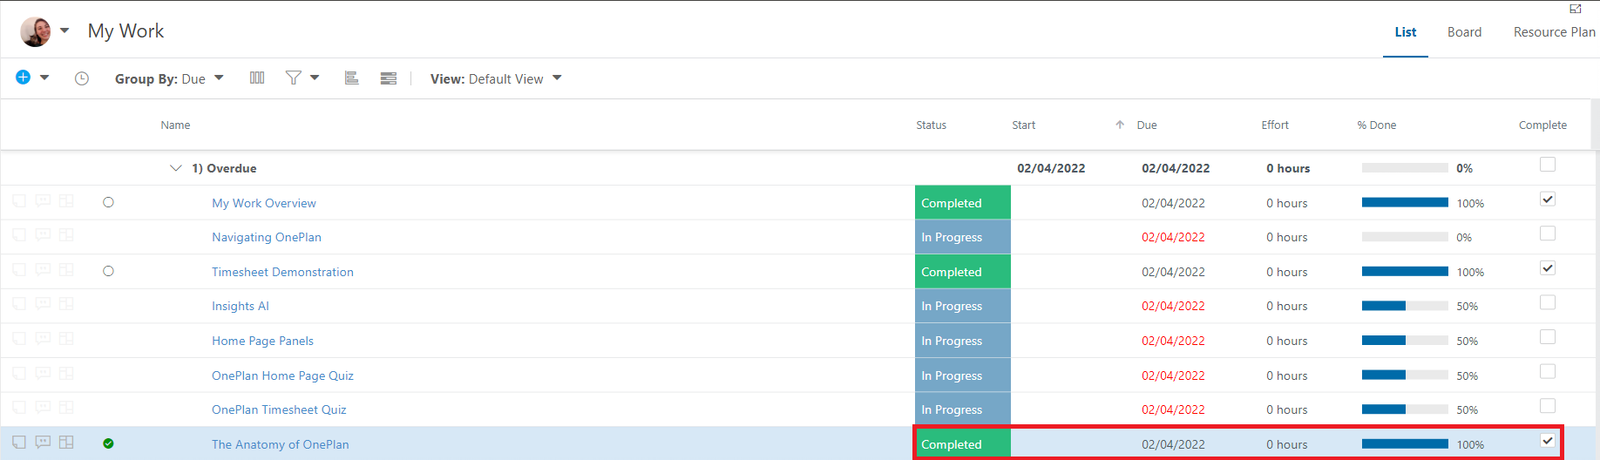 My Work
List Board Resource Plan
Group By: Due View: Default View
Name Status Start Due Effort % Done Complete
1) Overdue 02/04/2022 02/04/2022 0 hours 0%
My Work Overview Completed 02/04/2022 0 hours 100%
Navigating OnePlan In Progress 02/04/2022 0 hours 0%
Timesheet Demonstration Completed 02/04/2022 0 hours 100%
Insights AI In Progress 02/04/2022 0 hours 50%
Home Page Panels In Progress 02/04/2022 0 hours 50%
OnePlan Home Page Quiz In Progress 02/04/2022 0 hours 50%
OnePlan Timesheet Quiz In Progress 02/04/2022 0 hours 50%
The Anatomy of OnePlan Completed 02/04/2022 0 hours 100%